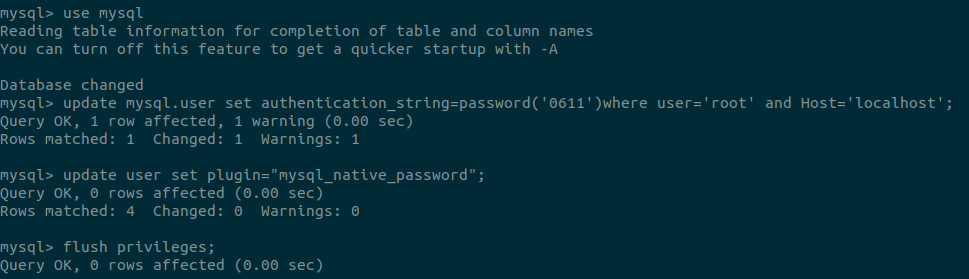 mysql> use mysql
Reading table information for completion of table and column names
You can turn off this feature to get a quicker startup with -A
Database changed
mysql> update mysql.user set authentication_string=password('0611')where user='root' and Host='localhost';
Query OK, 1 row affected, 1 warning (0.00 sec)
Rows matched: 1  Changed: 1  Warnings: 1
mysql> update user set plugin="mysql_native_password";
Query OK, 0 rows affected (0.00 sec)
Rows matched: 4  Changed: 0  Warnings: 0
mysql> flush privileges;
Query OK, 0 rows affected (0.00 sec)